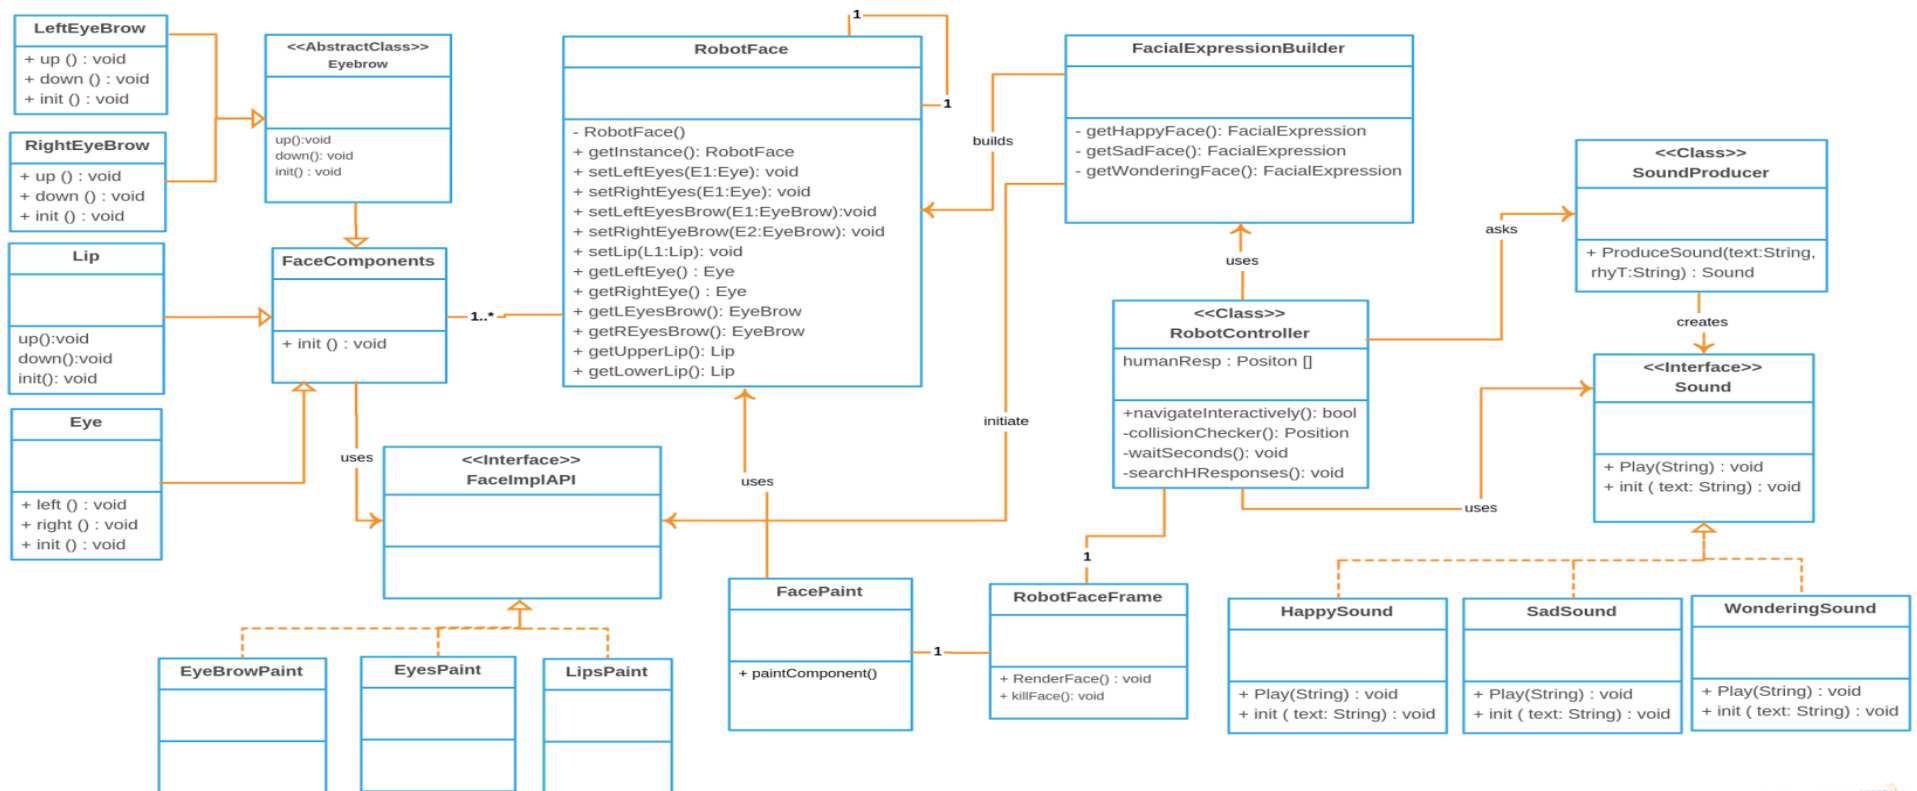 LeftEyeBrow
+ up () : void
+ down () : void
+ init () : void
<<AbstractClass>>
Eyebrow
up():void
down(): void
init() : void
RightEyeBrow
+ up () : void
+ down () : void
+ init () : void
Lip
up():void
down():void
init(): void
FaceComponents
+ init () : void
Eye
+ left () : void
+ right () : void
+ init () : void
1..*
uses
<<Interface>>
FaceImplAPI
EyeBrowPaint
EyesPaint
LipsPaint
1
1
RobotFace
- RobotFace()
+ getInstance(): RobotFace
+ setLeftEyes(E1:Eye): void
+ setRightEyes(E1:Eye): void
+ setLeftEyesBrow(E1:EyeBrow):void
+ setRightEyeBrow(E2:EyeBrow): void
+ setLip(L1:Lip): void
+ getLeftEye() : Eye
+ getRightEye() : Eye
+ getLEyesBrow(): EyeBrow
+ getREyesBrow(): EyeBrow
+ getUpperLip(): Lip
+ getLowerLip(): Lip
uses
FacePaint
+ paintComponent()
1
RobotFaceFrame
+ RenderFace() : void
+ killFace(): void
1
builds
initiate
FacialExpressionBuilder
- getHappyFace(): FacialExpression
- getSadFace(): FacialExpression
- getWonderingFace(): FacialExpression
uses
<<Class>>
RobotController
humanResp : Positon []
+navigateInteractively(): bool
-collisionChecker(): Position
-waitSeconds(): void
-searchHResponses(): void
asks
uses
<<Class>>
SoundProducer
+ ProduceSound(text:String,
rhyT:String) : Sound
creates
<<Interface>>
Sound
+ Play(String) : void
+ init ( text: String) : void
HappySound
+ Play(String) : void
+ init ( text: String) : void
SadSound
+ Play(String) : void
+ init ( text: String) : void
WonderingSound
+ Play(String) : void
+ init ( text: String) : void